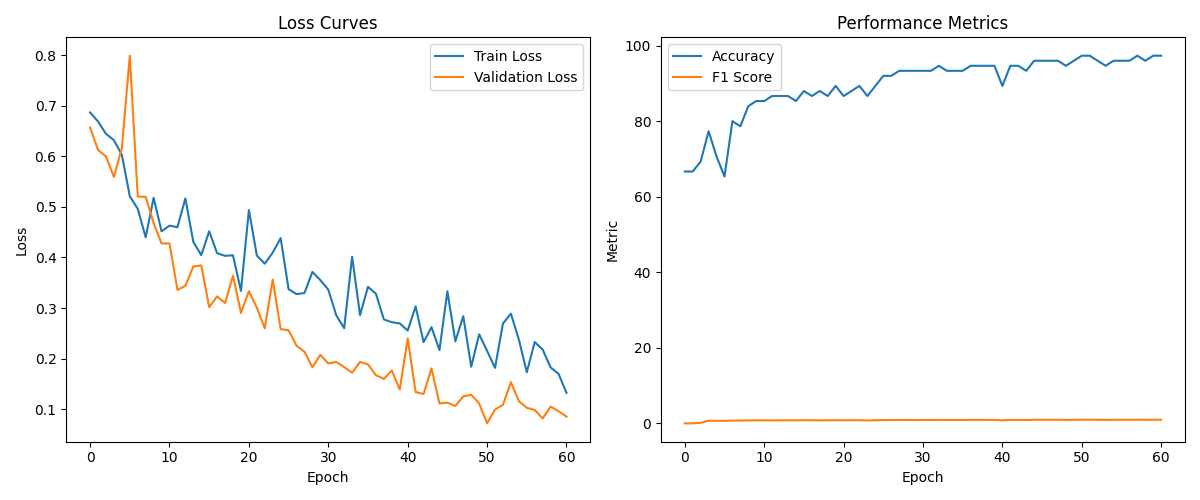 Loss Curves
Train Loss
Validation Loss
0.8
0.7
0.6
0.5
0.4
0.3
0.2
0.1
Loss
0 10 20 30 40 50 60
Epoch
Performance Metrics
Accuracy
F1 Score
100
80
60
40
20
0
Metric
0 10 20 30 40 50 60
Epoch